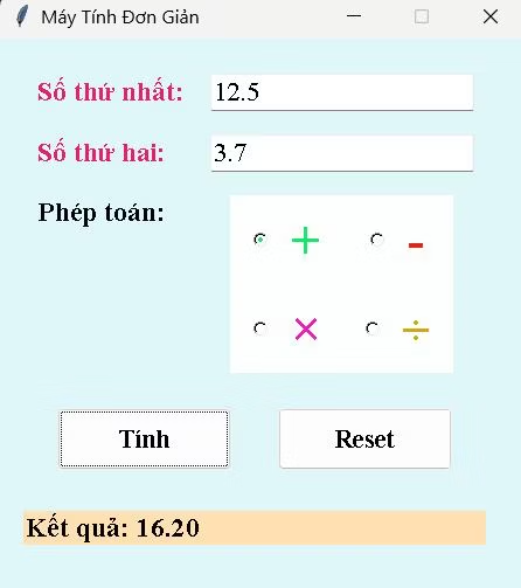 Máy Tính Đơn Giản
Số thứ nhất: 12.5
Số thứ hai: 3.7
Phép toán:
+ -
× ÷
Tính Reset
Kết quả: 16.20